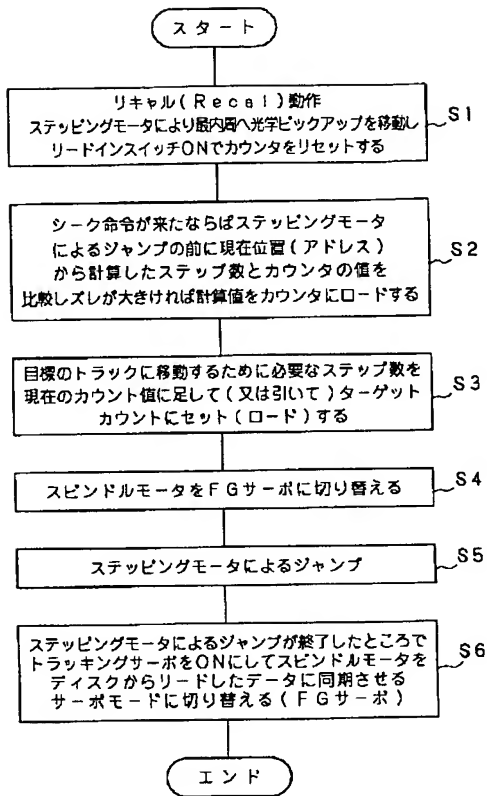 スタート
リキャル(Recal)動作
ステッピングモータにより最内周へ光学ピックアップを移動し
リードインスイッチONでカウンタをリセットする
S1
シーク命令が来たならばステッピングモータ
によるジャンプの前に現在位置(アドレス)
から計算したステップ数とカウンタの値を
比較しズレが大きければ計算値をカウンタにロードする
S2
目標のトラックに移動するために必要なステップ数を
現在のカウント値に足して(又は引いて)ターゲット
カウントにセット(ロード)する
S3
スピンドルモータをFGサーボに切り替える
S4
ステッピングモータによるジャンプ
S5
ステッピングモータによるジャンプが終了したところで
トラッキングサーボをONにしてスピンドルモータを
ディスクからリードしたデータに同期させる
サーボモードに切り替える(FGサーボ)
S6
エンド